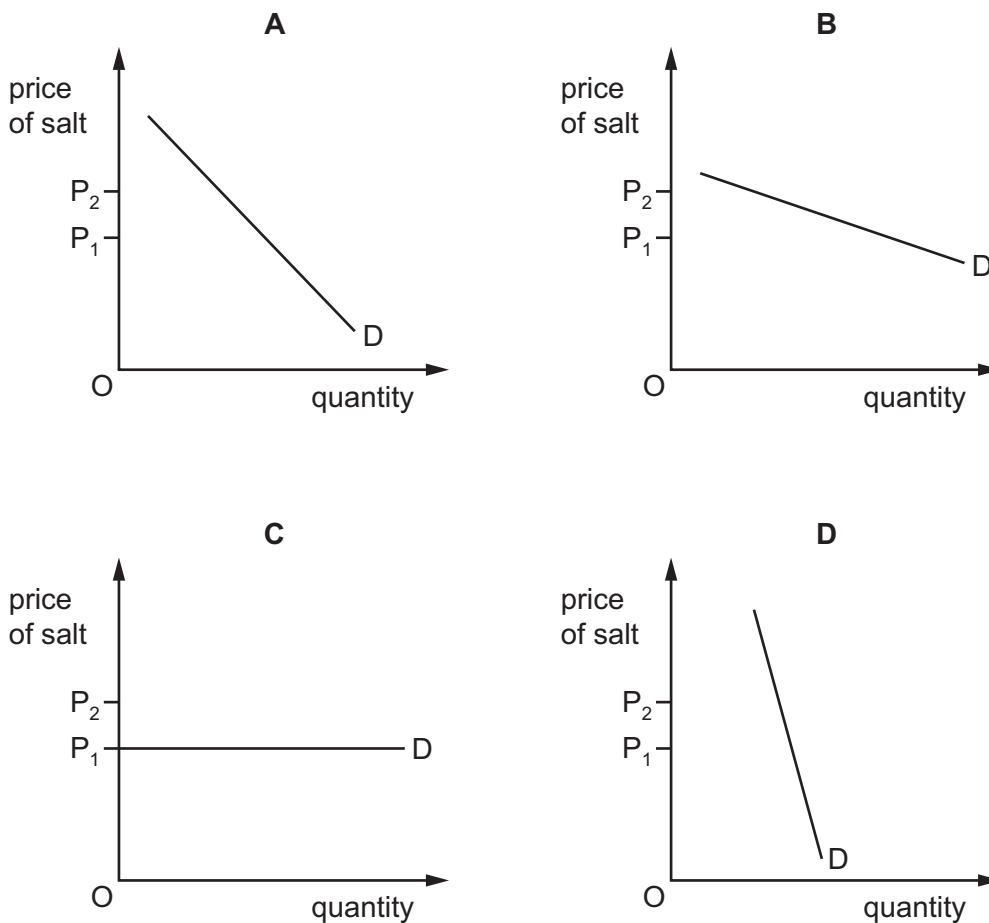 A
price
of salt
P2
P1
D
O
quantity
B
price
of salt
P2
P1
D
O
quantity
C
price
of salt
P2
P1
D
O
quantity
D
price
of salt
P2
P1
D
O
quantity